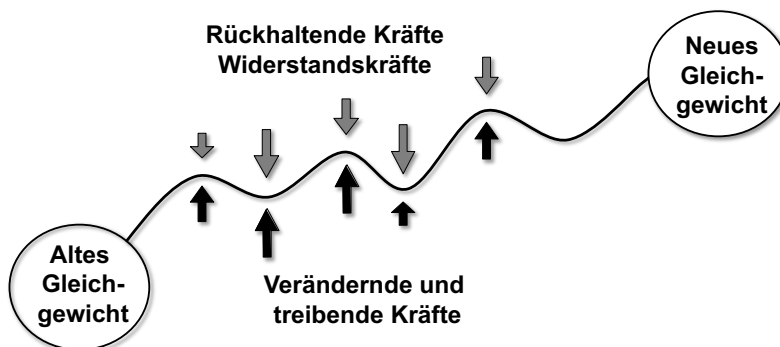 Rückhaltende Kräfte
Widerstandskräfte
Neues
Gleich-
gewicht
Altes
Gleich-
gewicht
Verändernde und
treibende Kräfte